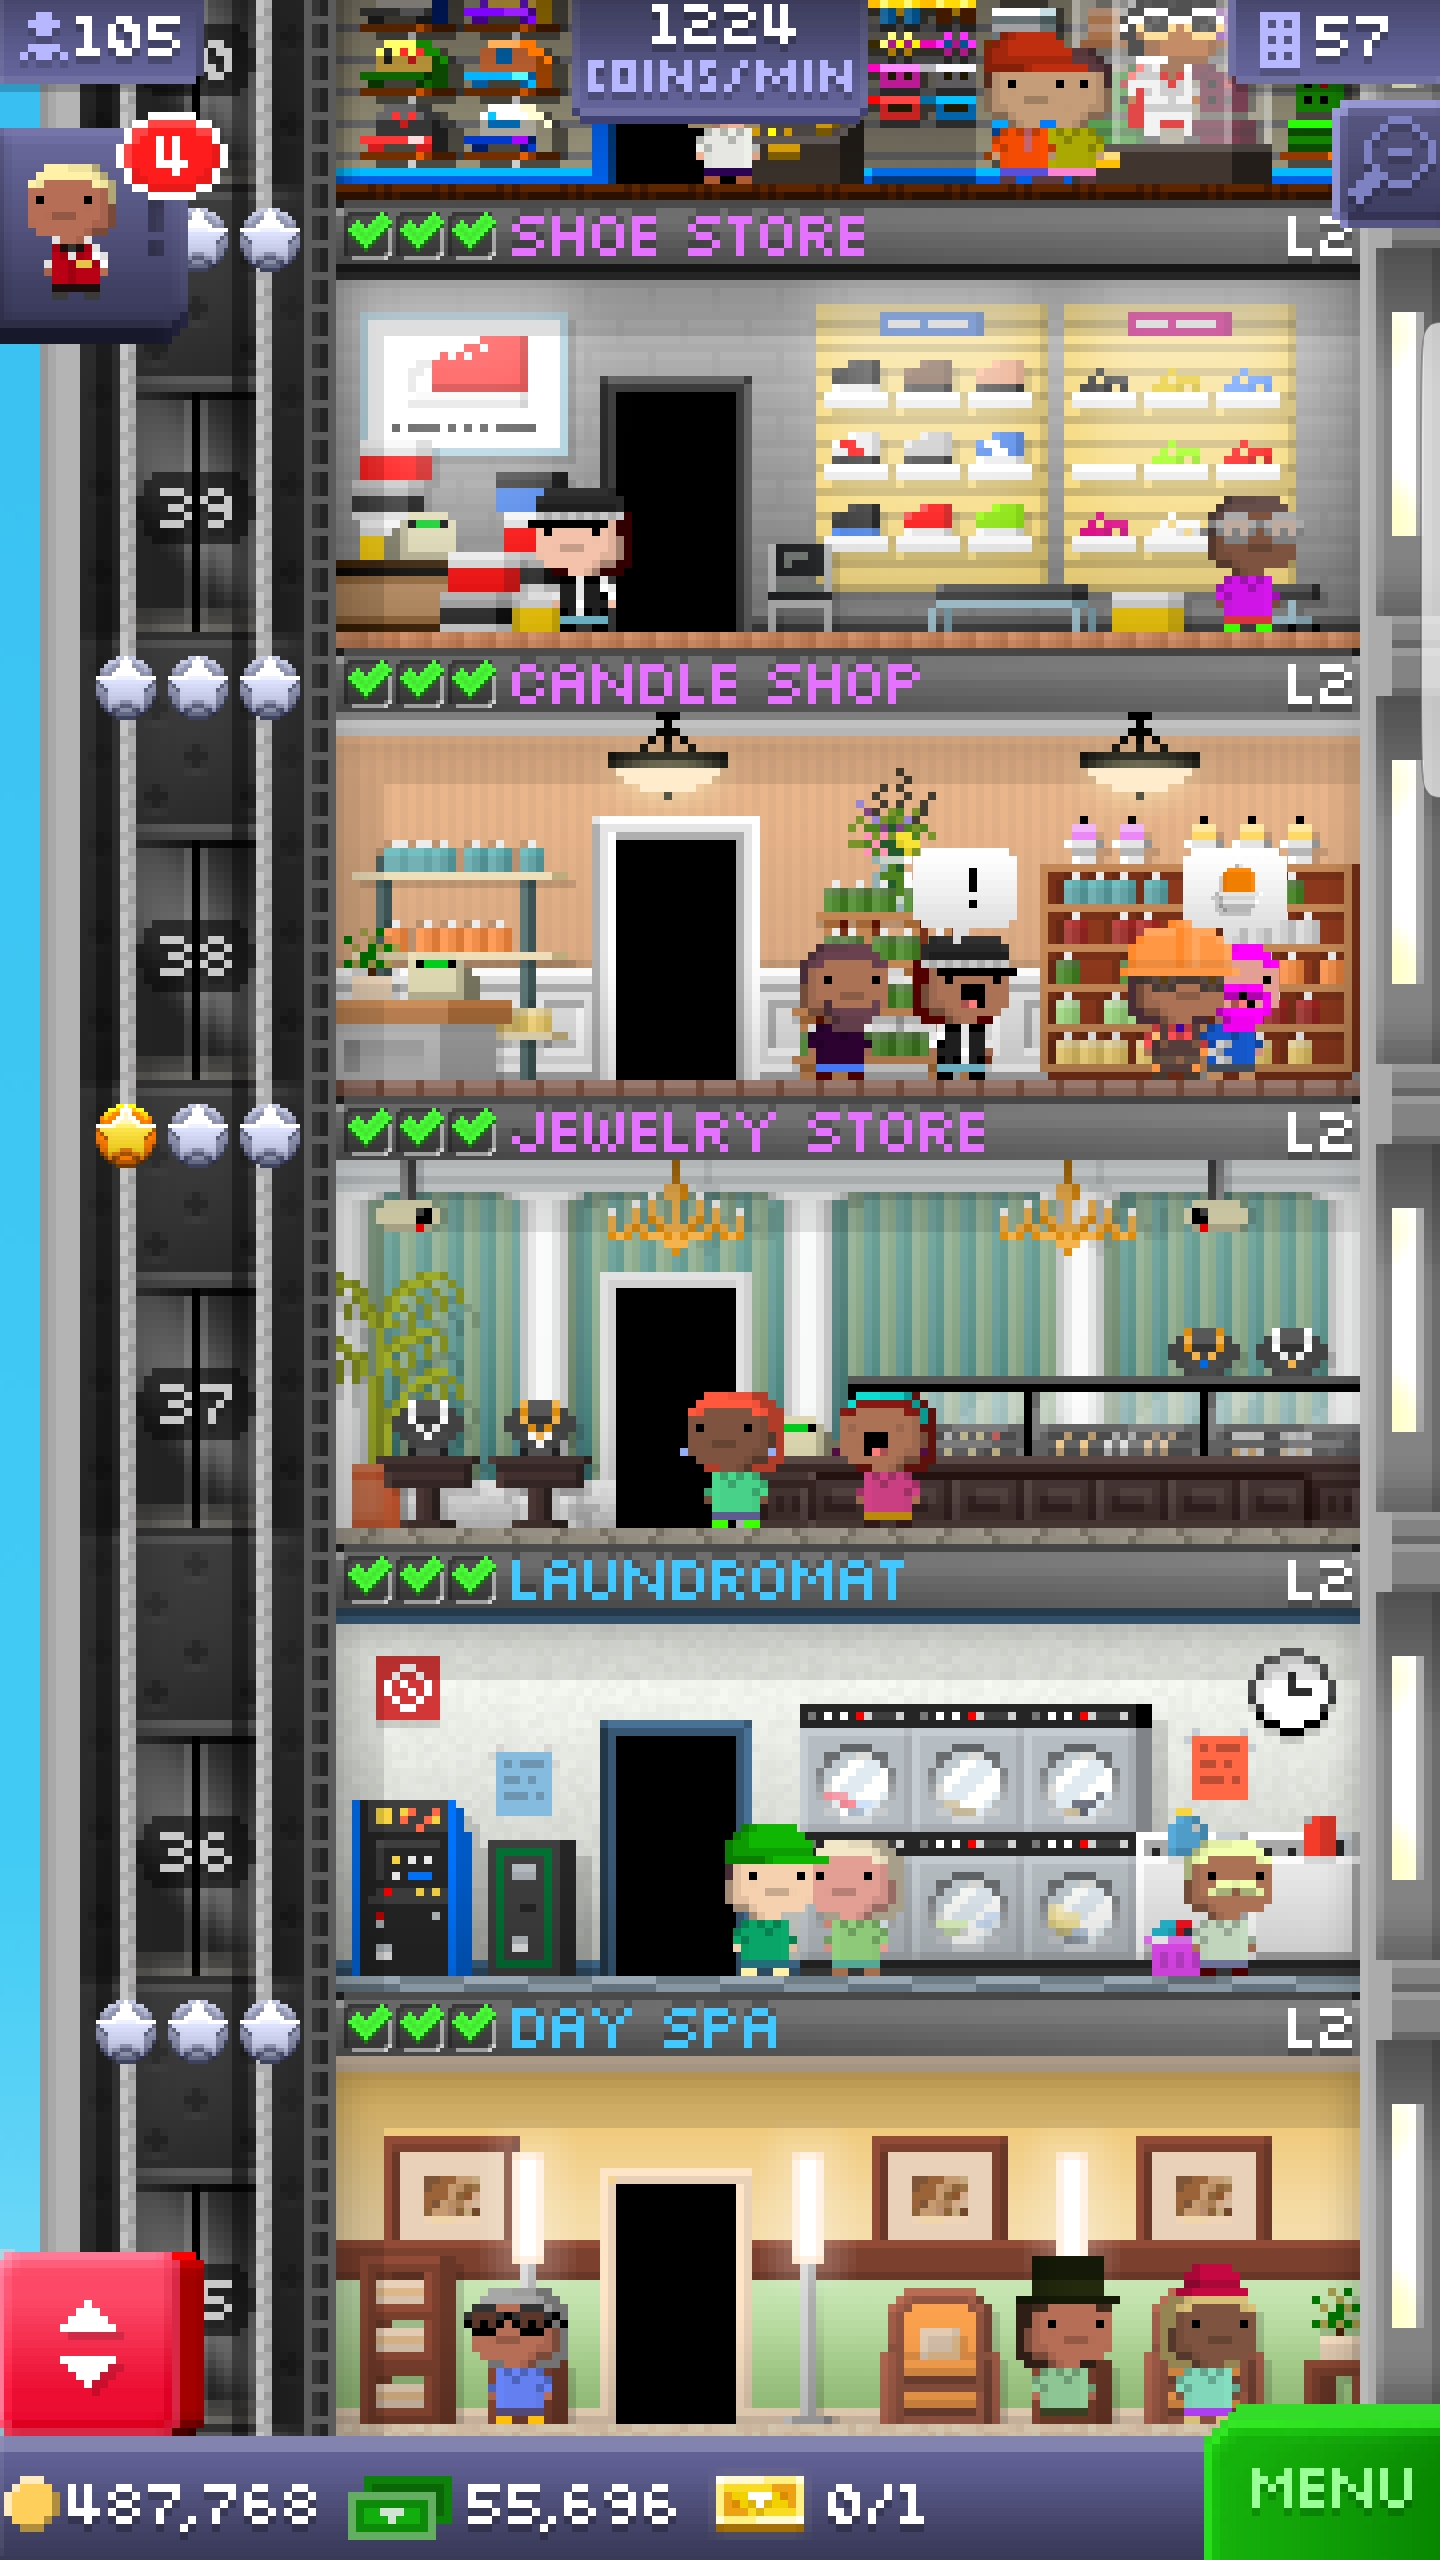 105
1224
COINS/MIN
57
4
SHOE STORE
L2
39
CANDLE SHOP
L2
!
38
JEWELRY STORE
L2
37
LAUNDROMAT
L2
36
DAY SPA
L2
487,768
55,696
0/1
MENU